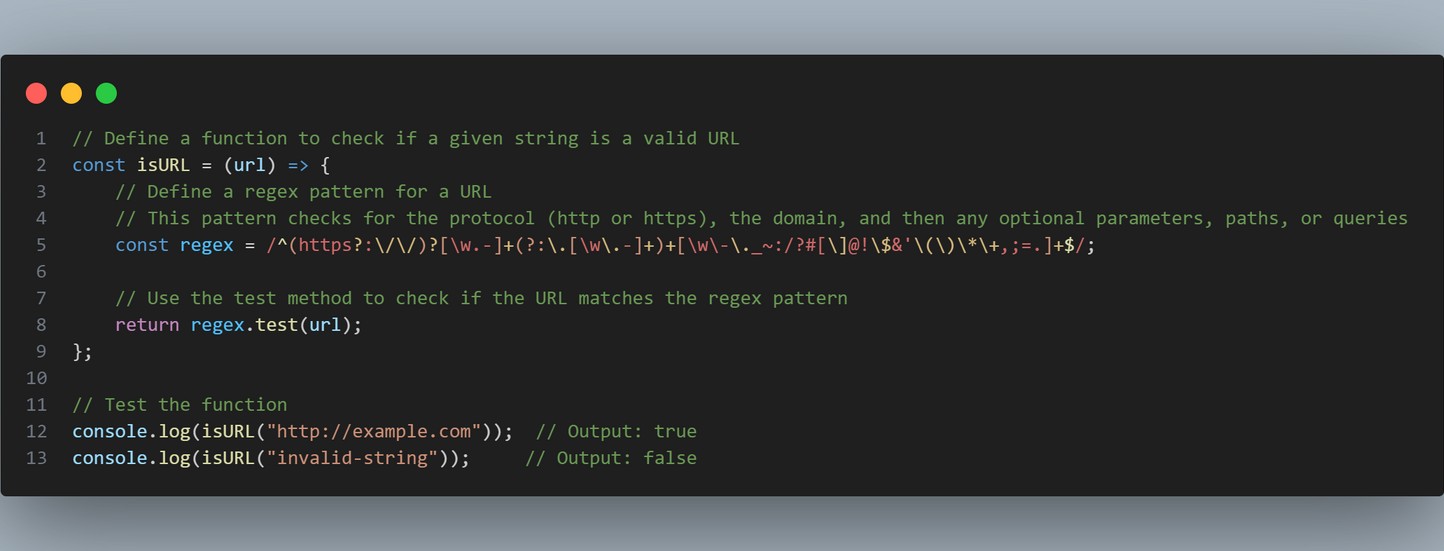 1 // Define a function to check if a given string is a valid URL
2 const isURL = (url) => {
3     // Define a regex pattern for a URL
4     // This pattern checks for the protocol (http or https), the domain, and then any optional parameters, paths, or queries
5     const regex = /^(https?:\/\/)?[\w.-]+(?:\.[\w\.-]+)+[\w\-\._~:/?#[\]@!\$&'\(\)\*\+,;=.]+$/;
6
7     // Use the test method to check if the URL matches the regex pattern
8     return regex.test(url);
9 };
10
11 // Test the function
12 console.log(isURL("http://example.com"));  // Output: true
13 console.log(isURL("invalid-string"));     // Output: false